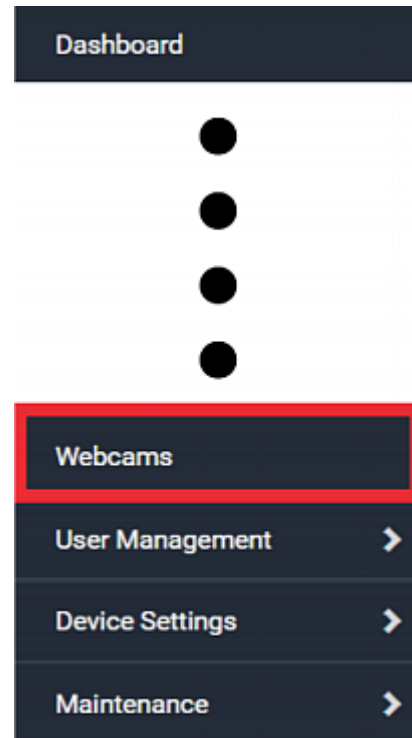 Dashboard
Webcams
User Management
Device Settings
Maintenance